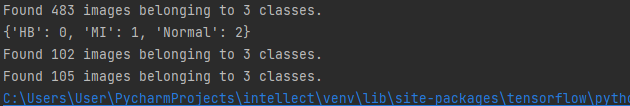 Found 483 images belonging to 3 classes.
{'HB': 0, 'MI': 1, 'Normal': 2}
Found 102 images belonging to 3 classes.
Found 105 images belonging to 3 classes.
C:\Users\User\PycharmProjects\intellect\venv\lib\site-packages\tensorflow\pyth